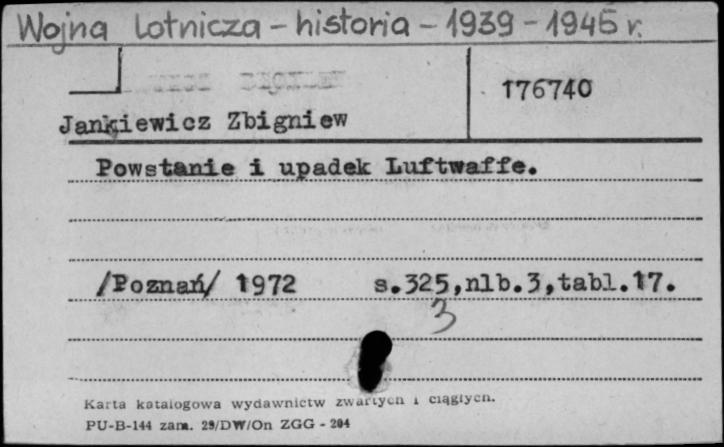 Wojna lotnicza - historia - 1939 - 1945 r.
176740
Jankiewicz Zbigniew
Powstanie i upadek Luftwaffe.
/Poznań/ 1972 s.325,nlb.3,tabl.17.
3
Karta katalogowa wydawnictw zwartych i ciągłych.
PU-B-144 zam. 29/DW/On ZGG - 204